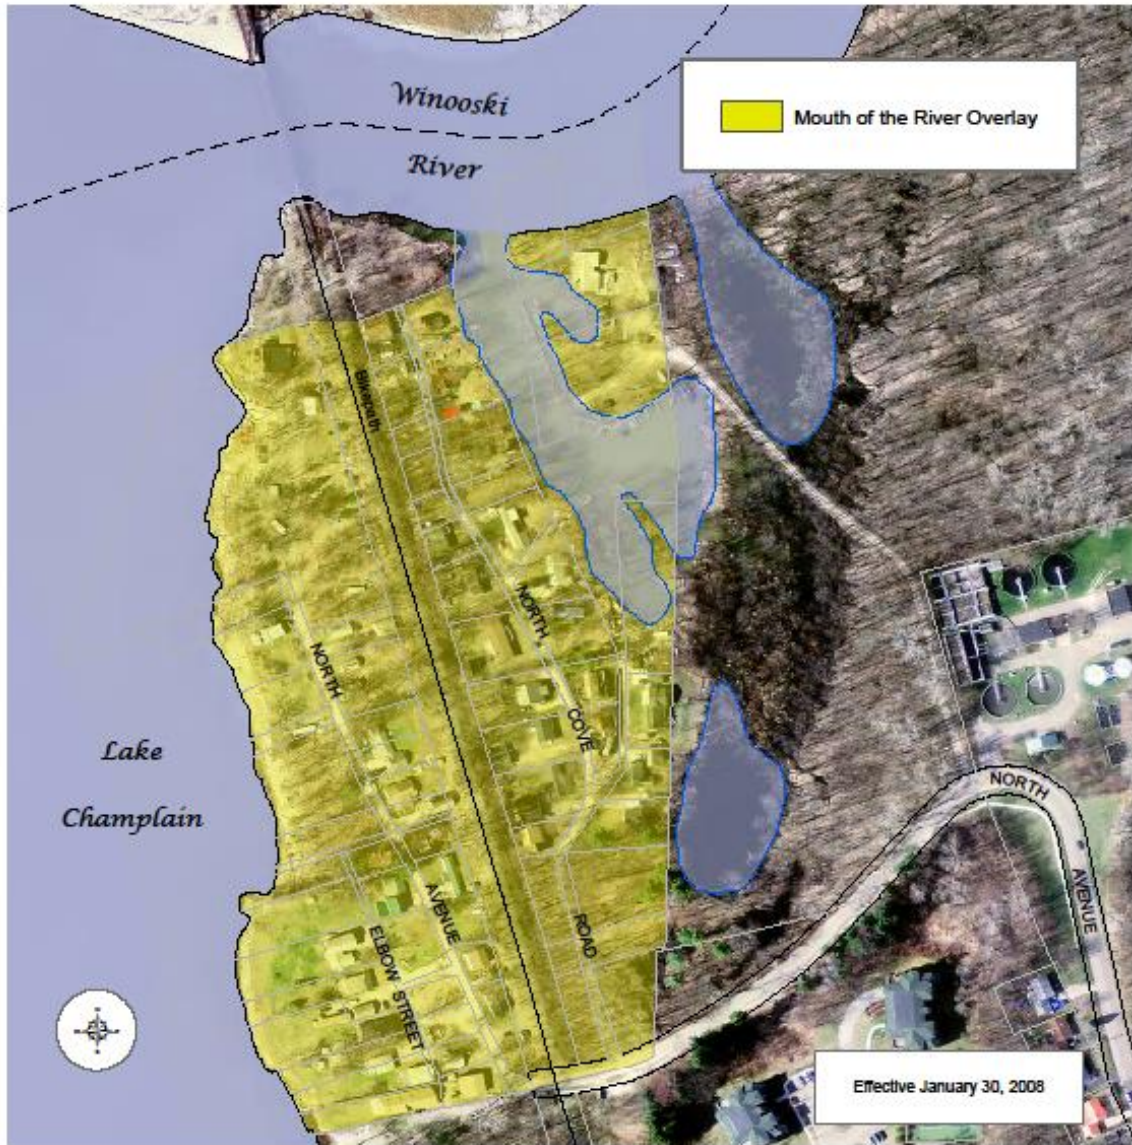 Winooski
River
Mouth of the River Overlay
Bikepath
NORTH
NORTH
COVE
Lake
Champlain
NORTH
AVENUE
AVENUE
ROAD
ELBOW STREET
Effective January 30, 2008